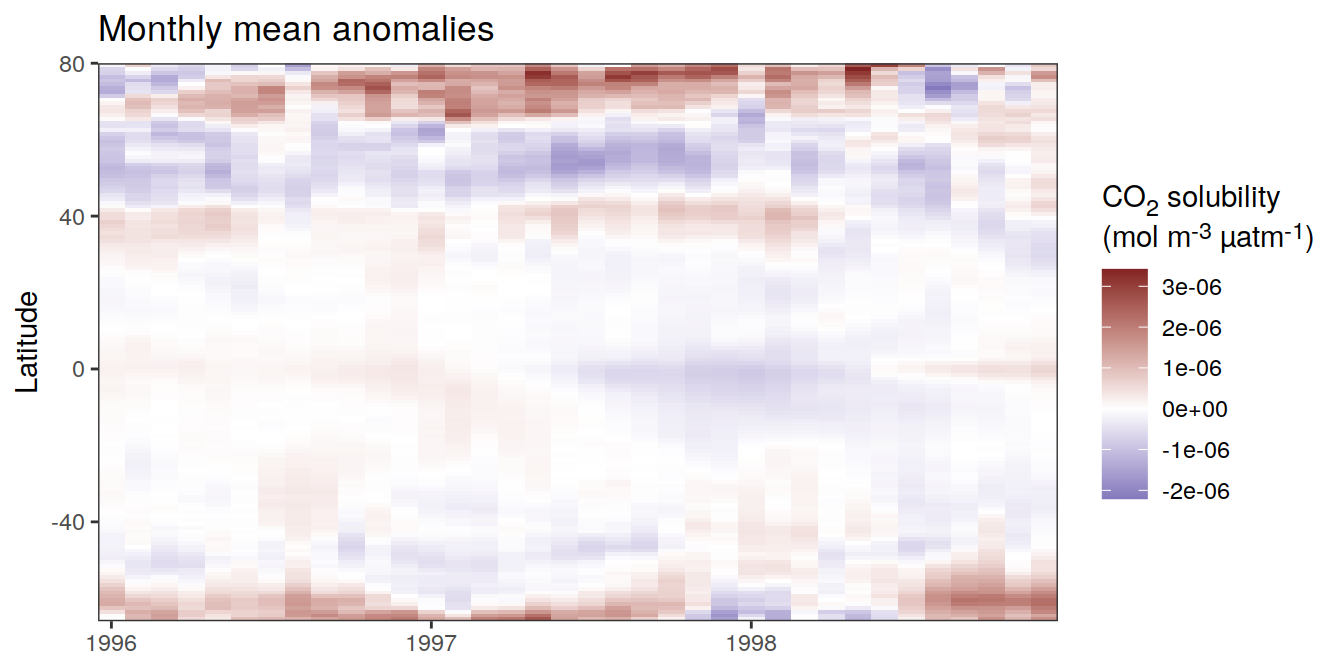 Monthly mean anomalies
80
40
0
-40
Latitude
1996 1997 1998
CO₂ solubility
(mol m⁻³ µatm⁻¹)
3e-06
2e-06
1e-06
0e+00
-1e-06
-2e-06